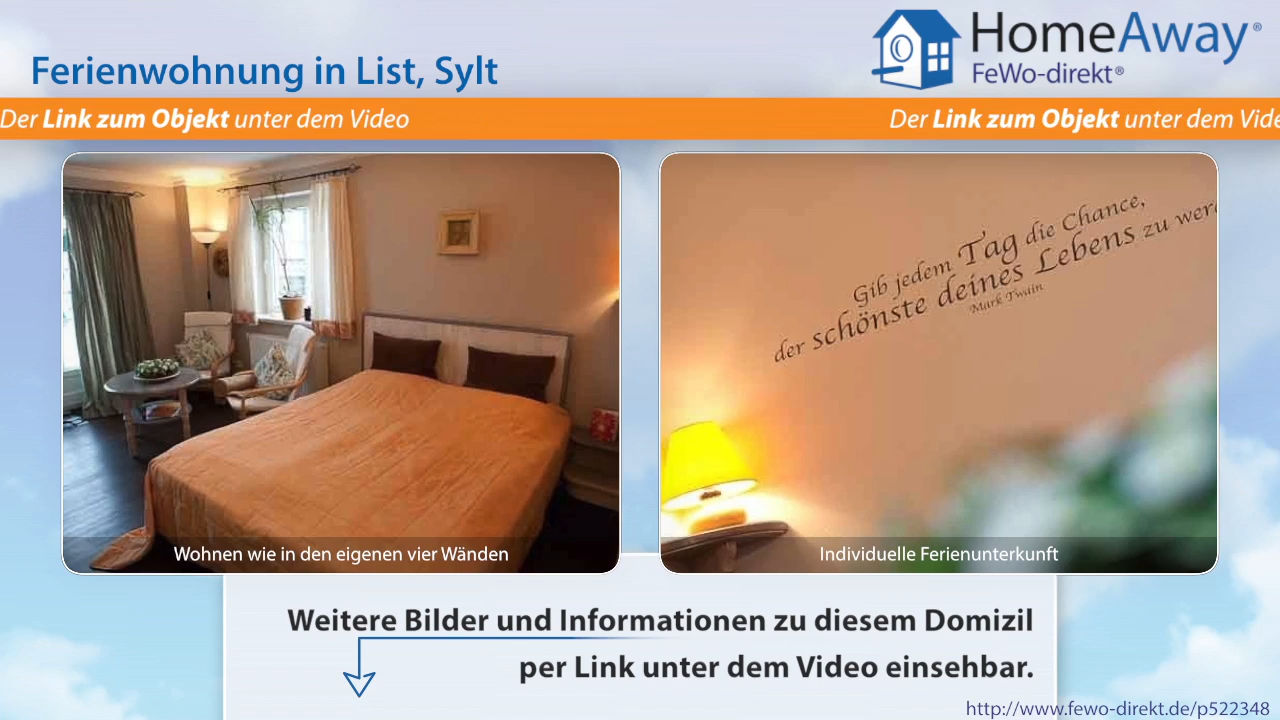 HomeAway®
FeWo-direkt®
Ferienwohnung in List, Sylt
Der Link zum Objekt unter dem Video
Der Link zum Objekt unter dem Vide
Gib jedem Tag die Chance,
der schönste deines Lebens zu were
Mark Twain
Wohnen wie in den eigenen vier Wänden
Individuelle Ferienunterkunft
Weitere Bilder und Informationen zu diesem Domizil
per Link unter dem Video einsehbar.
http://www.fewo-direkt.de/p522348